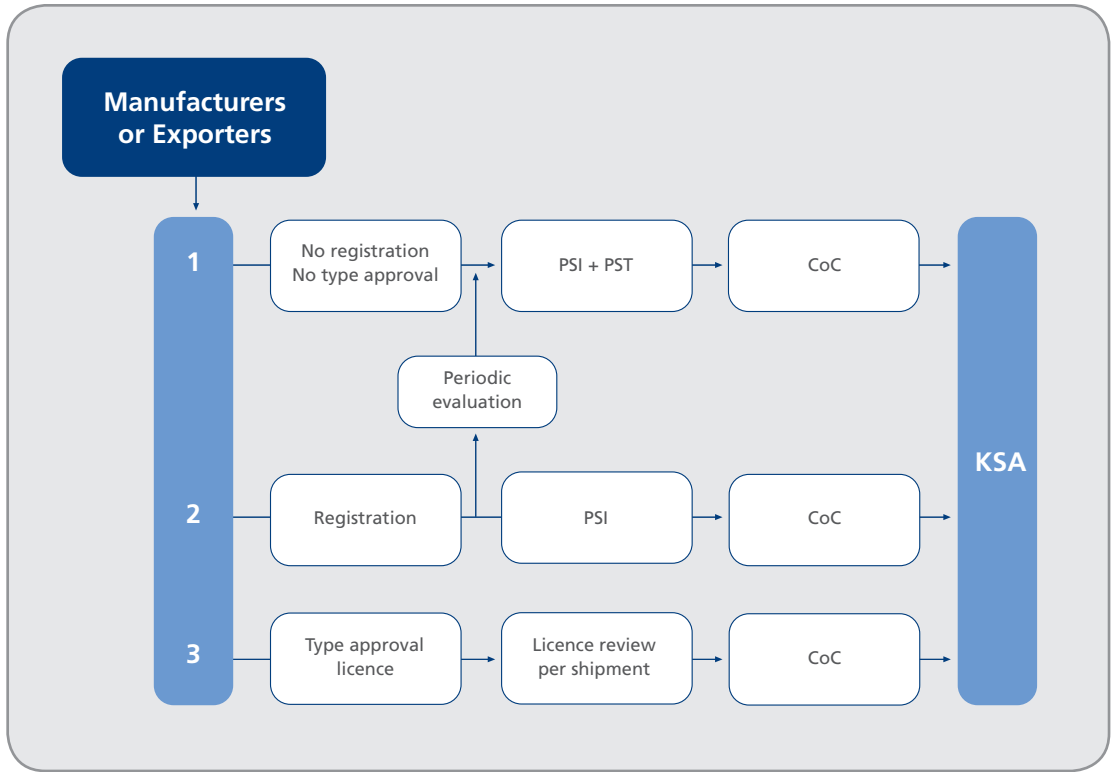 Manufacturers
or Exporters
1
No registration
No type approval
PSI + PST
CoC
Periodic
evaluation
KSA
2
Registration
PSI
CoC
3
Type approval
licence
Licence review
per shipment
CoC